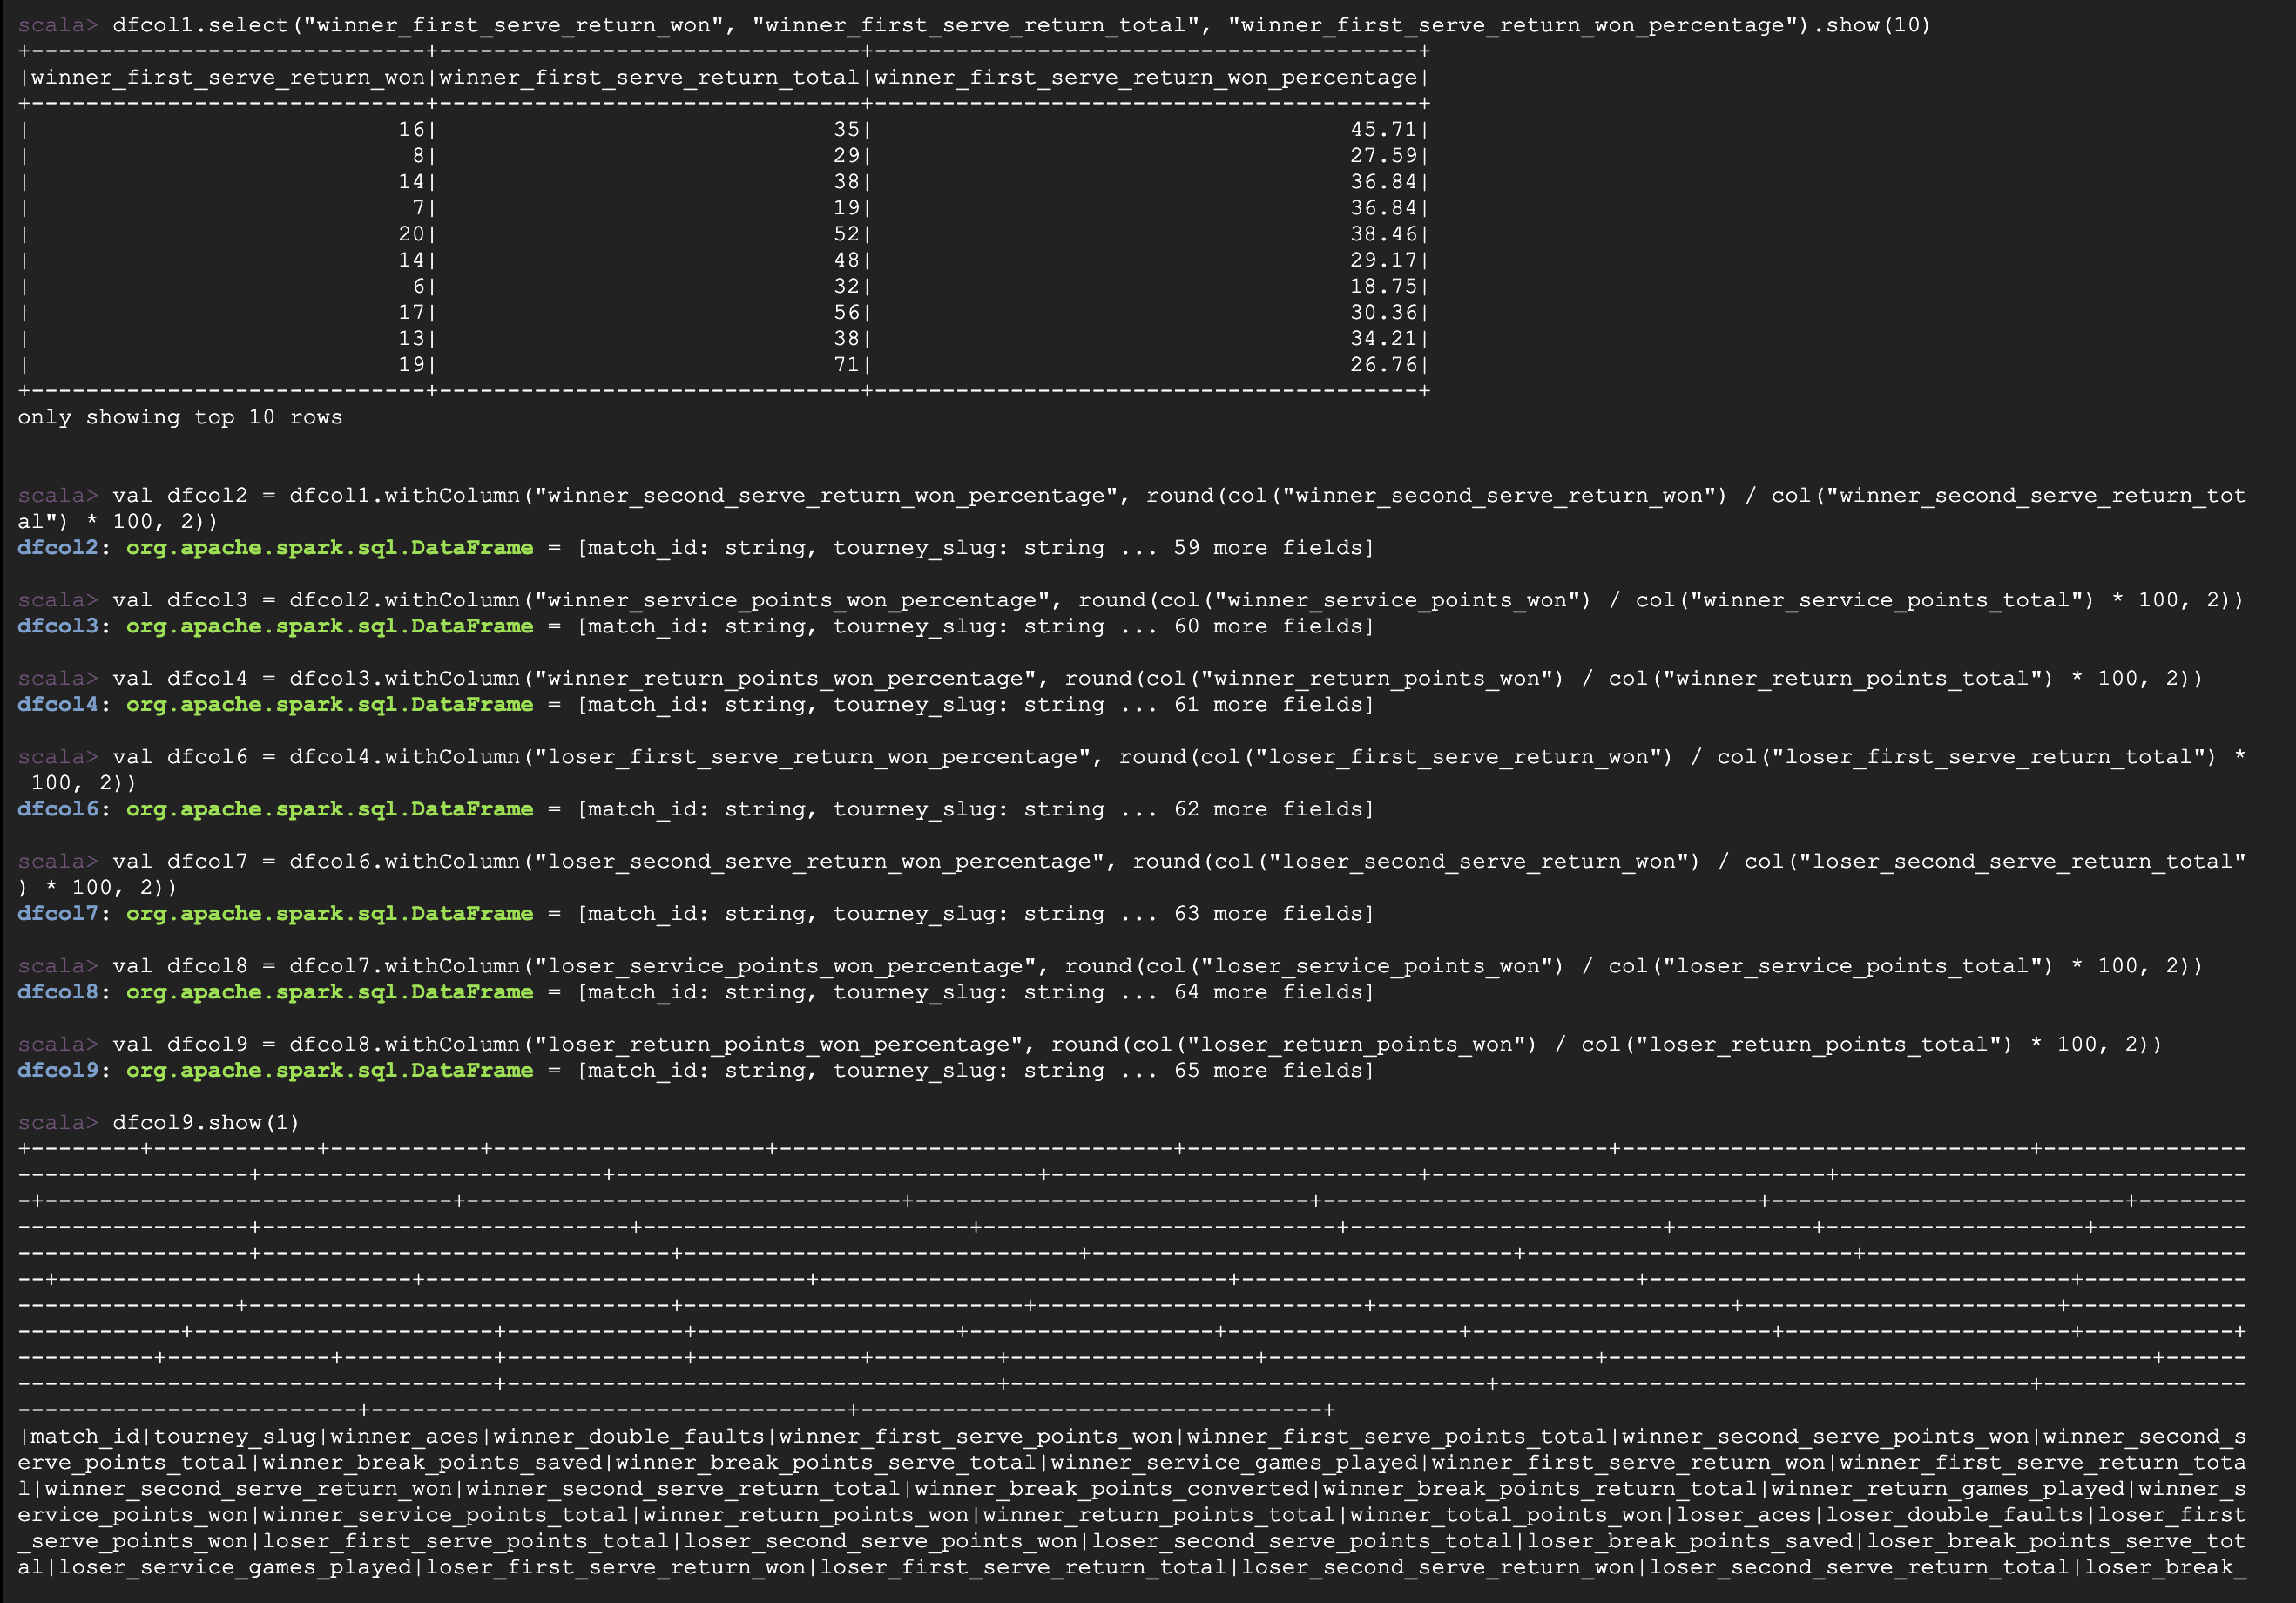 scala> dfcol1.select("winner_first_serve_return_won", "winner_first_serve_return_total", "winner_first_serve_return_won_percentage").show(10)
+-----------------------------+-------------------------------+----------------------------------------+
|winner_first_serve_return_won|winner_first_serve_return_total|winner_first_serve_return_won_percentage|
+-----------------------------+-------------------------------+----------------------------------------+
|                           16|                             35|                                   45.71|
|                            8|                             29|                                   27.59|
|                           14|                             38|                                   36.84|
|                            7|                             19|                                   36.84|
|                           20|                             52|                                   38.46|
|                           14|                             48|                                   29.17|
|                            6|                             32|                                   18.75|
|                           17|                             56|                                   30.36|
|                           13|                             38|                                   34.21|
|                           19|                             71|                                   26.76|
+-----------------------------+-------------------------------+----------------------------------------+
only showing top 10 rows
scala> val dfcol2 = dfcol1.withColumn("winner_second_serve_return_won_percentage", round(col("winner_second_serve_return_won") / col("winner_second_serve_return_tot
al") * 100, 2))
dfcol2: org.apache.spark.sql.DataFrame = [match_id: string, tourney_slug: string ... 59 more fields]
scala> val dfcol3 = dfcol2.withColumn("winner_service_points_won_percentage", round(col("winner_service_points_won") / col("winner_service_points_total") * 100, 2))
dfcol3: org.apache.spark.sql.DataFrame = [match_id: string, tourney_slug: string ... 60 more fields]
scala> val dfcol4 = dfcol3.withColumn("winner_return_points_won_percentage", round(col("winner_return_points_won") / col("winner_return_points_total") * 100, 2))
dfcol4: org.apache.spark.sql.DataFrame = [match_id: string, tourney_slug: string ... 61 more fields]
scala> val dfcol6 = dfcol4.withColumn("loser_first_serve_return_won_percentage", round(col("loser_first_serve_return_won") / col("loser_first_serve_return_total") *
 100, 2))
dfcol6: org.apache.spark.sql.DataFrame = [match_id: string, tourney_slug: string ... 62 more fields]
scala> val dfcol7 = dfcol6.withColumn("loser_second_serve_return_won_percentage", round(col("loser_second_serve_return_won") / col("loser_second_serve_return_total"
) * 100, 2))
dfcol7: org.apache.spark.sql.DataFrame = [match_id: string, tourney_slug: string ... 63 more fields]
scala> val dfcol8 = dfcol7.withColumn("loser_service_points_won_percentage", round(col("loser_service_points_won") / col("loser_service_points_total") * 100, 2))
dfcol8: org.apache.spark.sql.DataFrame = [match_id: string, tourney_slug: string ... 64 more fields]
scala> val dfcol9 = dfcol8.withColumn("loser_return_points_won_percentage", round(col("loser_return_points_won") / col("loser_return_points_total") * 100, 2))
dfcol9: org.apache.spark.sql.DataFrame = [match_id: string, tourney_slug: string ... 65 more fields]
scala> dfcol9.show(1)
|match_id|tourney_slug|winner_aces|winner_double_faults|winner_first_serve_points_won|winner_first_serve_points_total|winner_second_serve_points_won|winner_second_s
erve_points_total|winner_break_points_saved|winner_break_points_serve_total|winner_service_games_played|winner_first_serve_return_won|winner_first_serve_return_tota
l|winner_second_serve_return_won|winner_second_serve_return_total|winner_break_points_converted|winner_break_points_return_total|winner_return_games_played|winner_s
ervice_points_won|winner_service_points_total|winner_return_points_won|winner_return_points_total|winner_total_points_won|loser_aces|loser_double_faults|loser_first
_serve_points_won|loser_first_serve_points_total|loser_second_serve_points_won|loser_second_serve_points_total|loser_break_points_saved|loser_break_points_serve_tot
al|loser_service_games_played|loser_first_serve_return_won|loser_first_serve_return_total|loser_second_serve_return_won|loser_second_serve_return_total|loser_break_